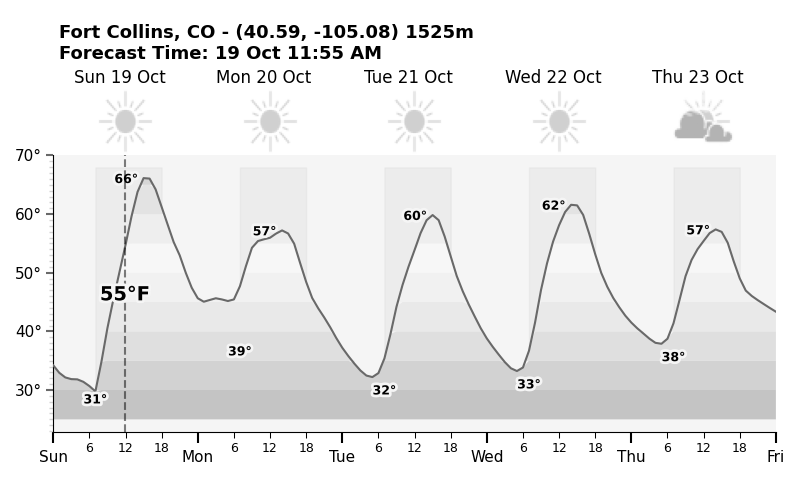 Fort Collins, CO - (40.59, -105.08) 1525m
Forecast Time: 19 Oct 11:55 AM
Sun 19 Oct Mon 20 Oct Tue 21 Oct Wed 22 Oct Thu 23 Oct
70°
66°
62°
60°
60°
57°
57°
50°
55°F
40°
39°
38°
32°
33°
30°
31°
6 12 18 6 12 18 6 12 18 6 12 18 6 12 18
Sun Mon Tue Wed Thu Fri